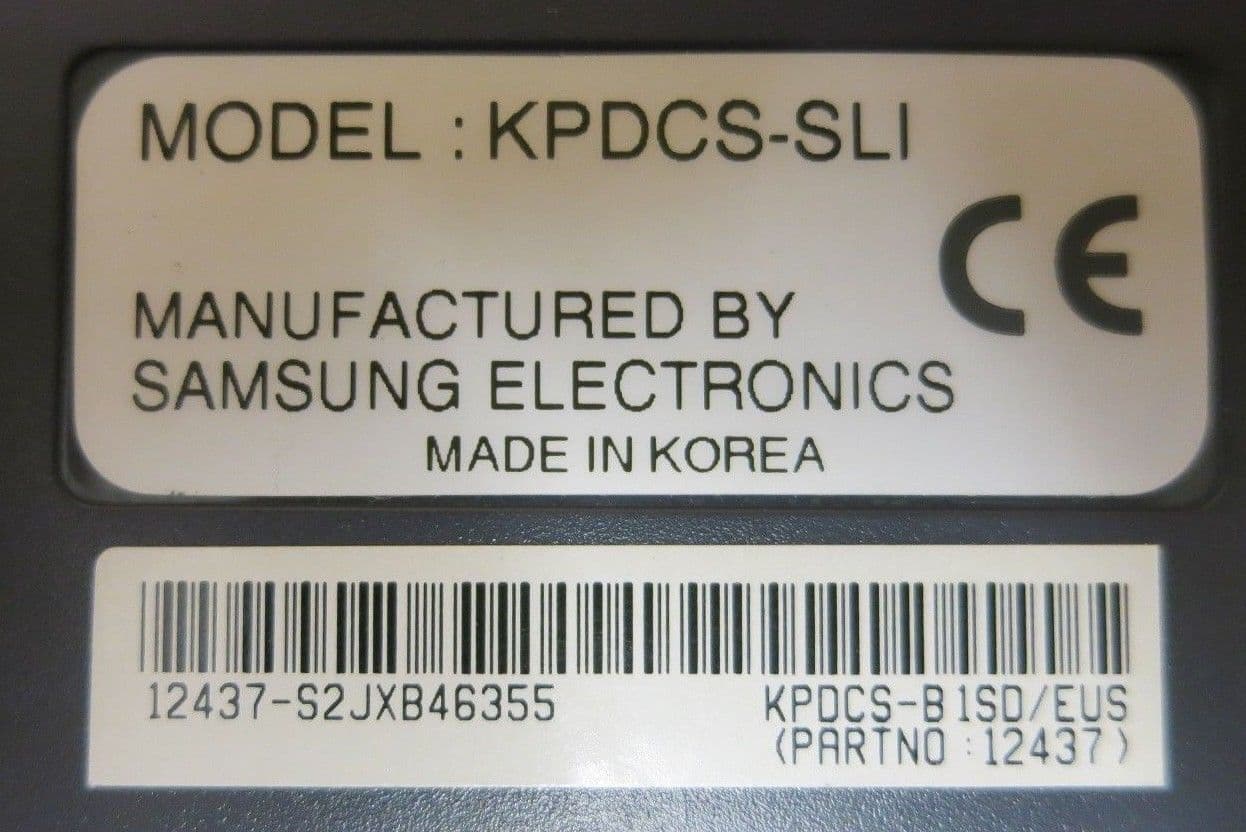 MODEL : KPDCS-SLI
CE
MANUFACTURED BY
SAMSUNG ELECTRONICS
MADE IN KOREA
12437-S2JXB46355
KPDCS-B1SD/EUS
(PARTNO :12437)